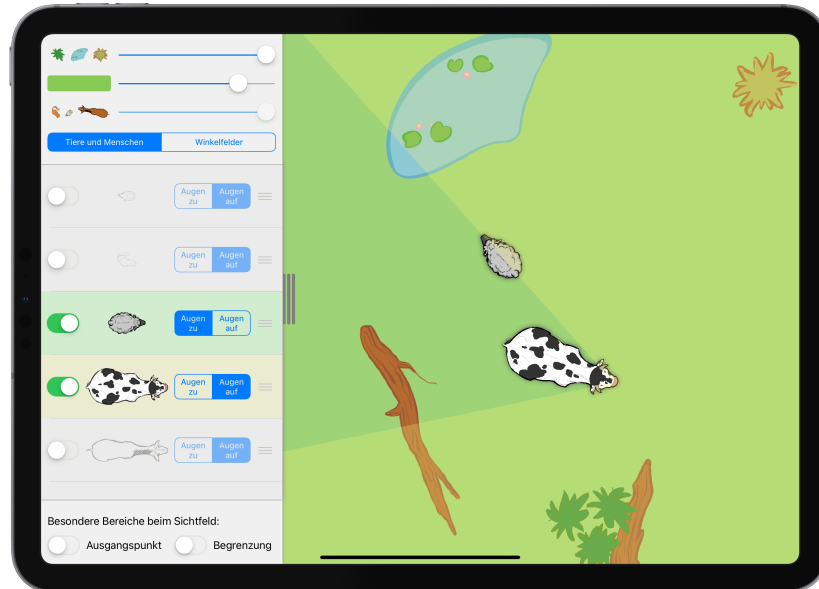 Tiere und Menschen
Winkelfelder
Augen
zu
Augen
auf
Augen
zu
Augen
auf
Augen
zu
Augen
auf
Augen
zu
Augen
auf
Augen
zu
Augen
auf
Besondere Bereiche beim Sichtfeld:
Ausgangspunkt
Begrenzung